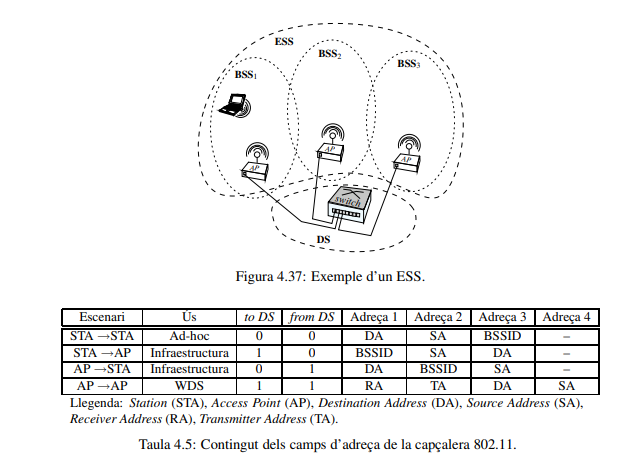 ESS
BSS2
BSS1
BSS3
AP
AP
AP
switch
DS
Figura 4.37: Exemple d'un ESS.
Escenari Ús to DS from DS Adreça 1 Adreça 2 Adreça 3 Adreça 4
STA →STA Ad-hoc 0 0 DA SA BSSID –
STA →AP Infraestructura 1 0 BSSID SA DA –
AP →STA Infraestructura 0 1 DA BSSID SA –
AP →AP WDS 1 1 RA TA DA SA
Llegenda: Station (STA), Access Point (AP), Destination Address (DA), Source Address (SA),
Receiver Address (RA), Transmitter Address (TA).
Taula 4.5: Contingut dels camps d'adreça de la capçalera 802.11.